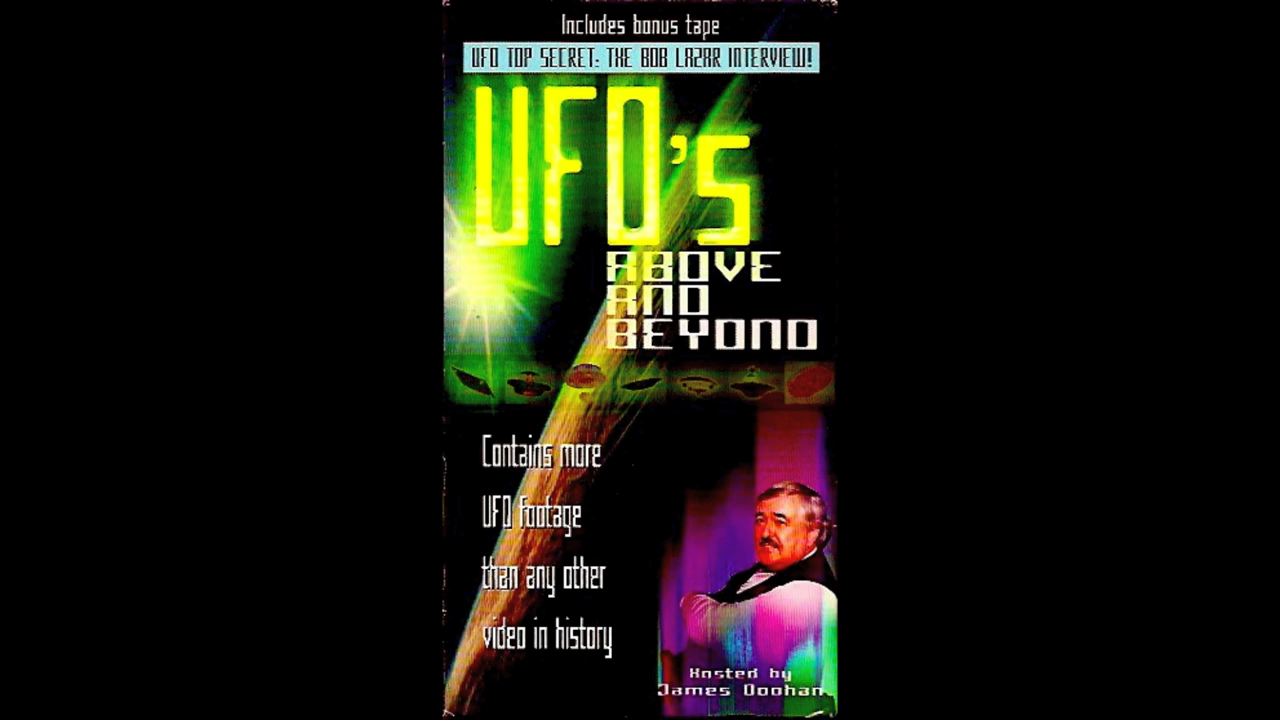 Includes bonus tape
UFO TOP SECRET: THE BOB LAZAR INTERVIEW!
UFO's
ABOVE
AND
BEYOND
Contains more
UFO footage
than any other
video in history
Hosted by
James Doohan